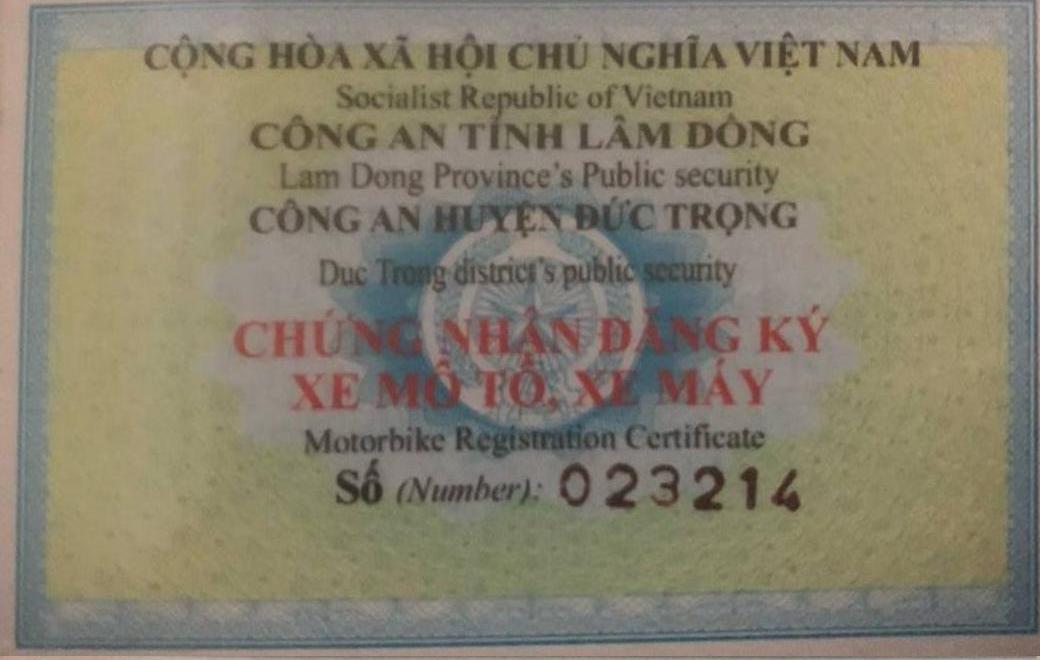 CỘNG HÒA XÃ HỘI CHỦ NGHĨA VIỆT NAM
Socialist Republic of Vietnam
CÔNG AN TỈNH LÂM ĐỒNG
Lam Dong Province's Public security
CÔNG AN HUYỆN ĐỨC TRỌNG
Duc Trong district's public security
CHỨNG NHẬN ĐĂNG KÝ
XE MÔ TÔ, XE MÁY
Motorbike Registration Certificate
Số (Number): 023214